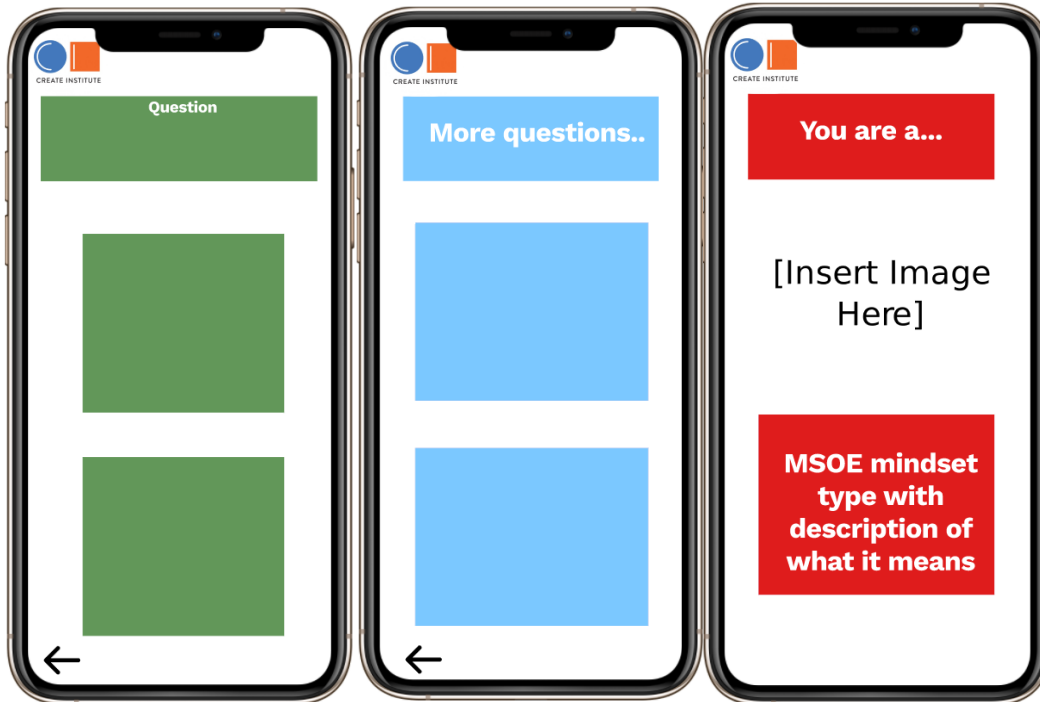 CREATE INSTITUTE
Question
CREATE INSTITUTE
More questions..
CREATE INSTITUTE
You are a...
[Insert Image
Here]
MSOE mindset
type with
description of
what it means